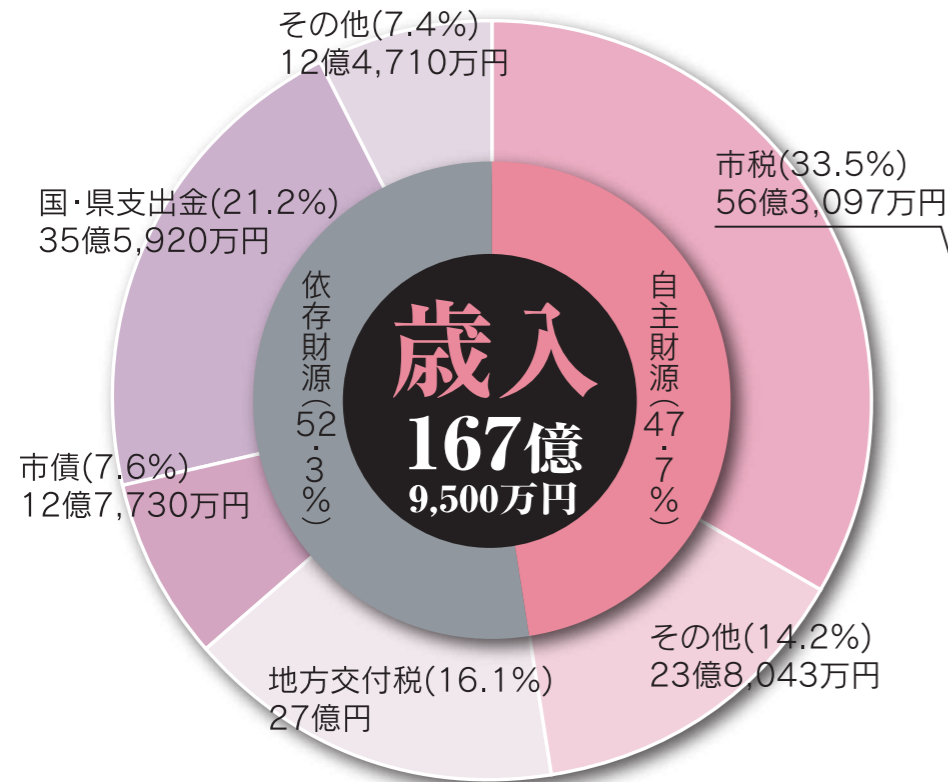 その他(7.4%)
12億4,710万円
市税(33.5%)
56億3,097万円
国・県支出金(21.2%)
35億5,920万円
依存財源(52.3%)
歳入
167億
9,500万円
自主財源(47.7%)
市債(7.6%)
12億7,730万円
その他(14.2%)
23億8,043万円
地方交付税(16.1%)
27億円